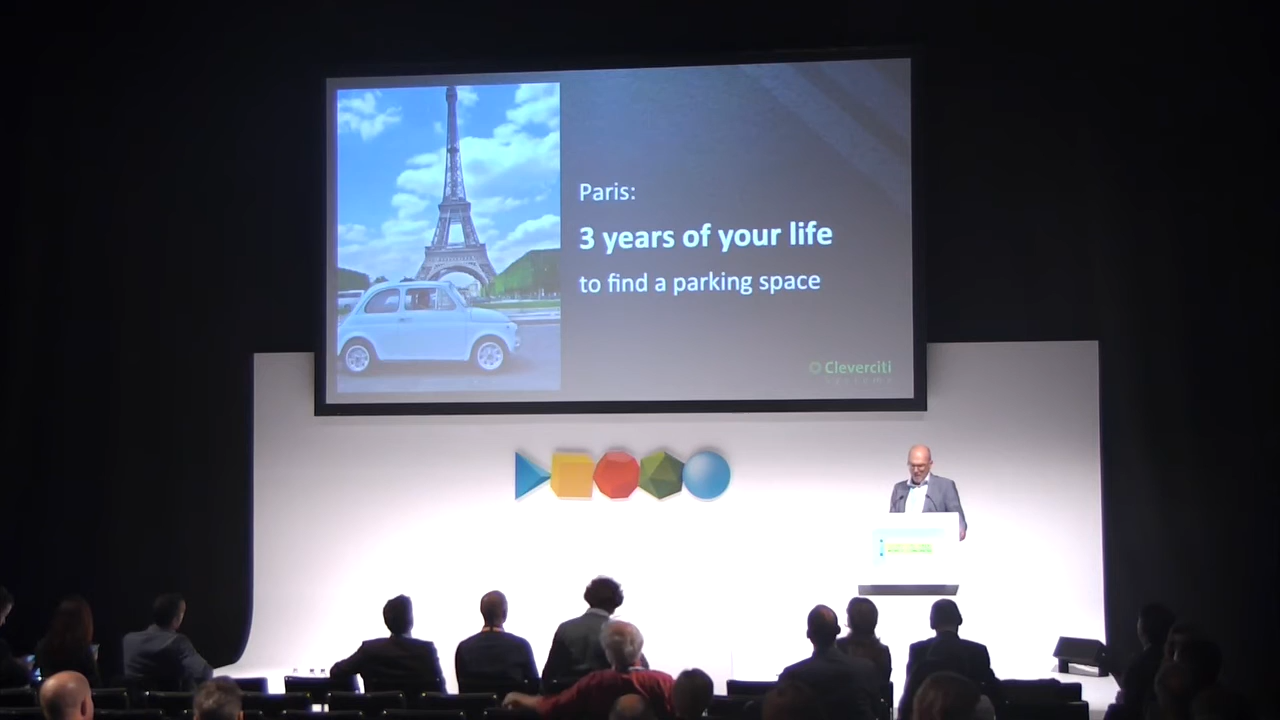 Paris:
3 years of your life
to find a parking space
Cleverciti